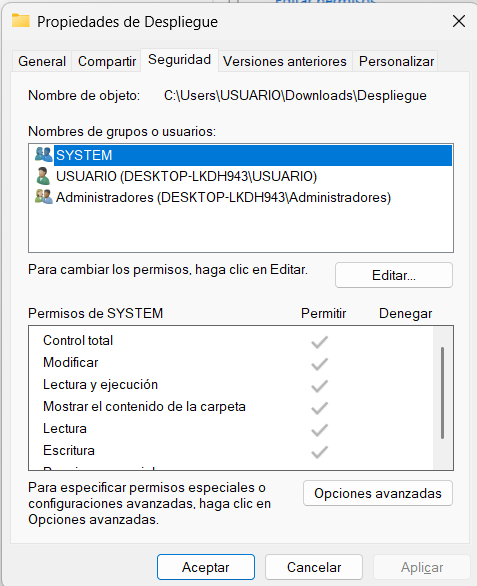 Propiedades de Despliegue
General Compartir Seguridad Versiones anteriores Personalizar
Nombre de objeto: C:\Users\USUARIO\Downloads\Despliegue
Nombres de grupos o usuarios:
SYSTEM
USUARIO (DESKTOP-LKDH943\USUARIO)
Administradores (DESKTOP-LKDH943\Administradores)
Para cambiar los permisos, haga clic en Editar.
Editar...
Permisos de SYSTEM Permitir Denegar
Control total
Modificar
Lectura y ejecución
Mostrar el contenido de la carpeta
Lectura
Escritura
Para especificar permisos especiales o
configuraciones avanzadas, haga clic en
Opciones avanzadas.
Opciones avanzadas
Aceptar Cancelar Aplicar